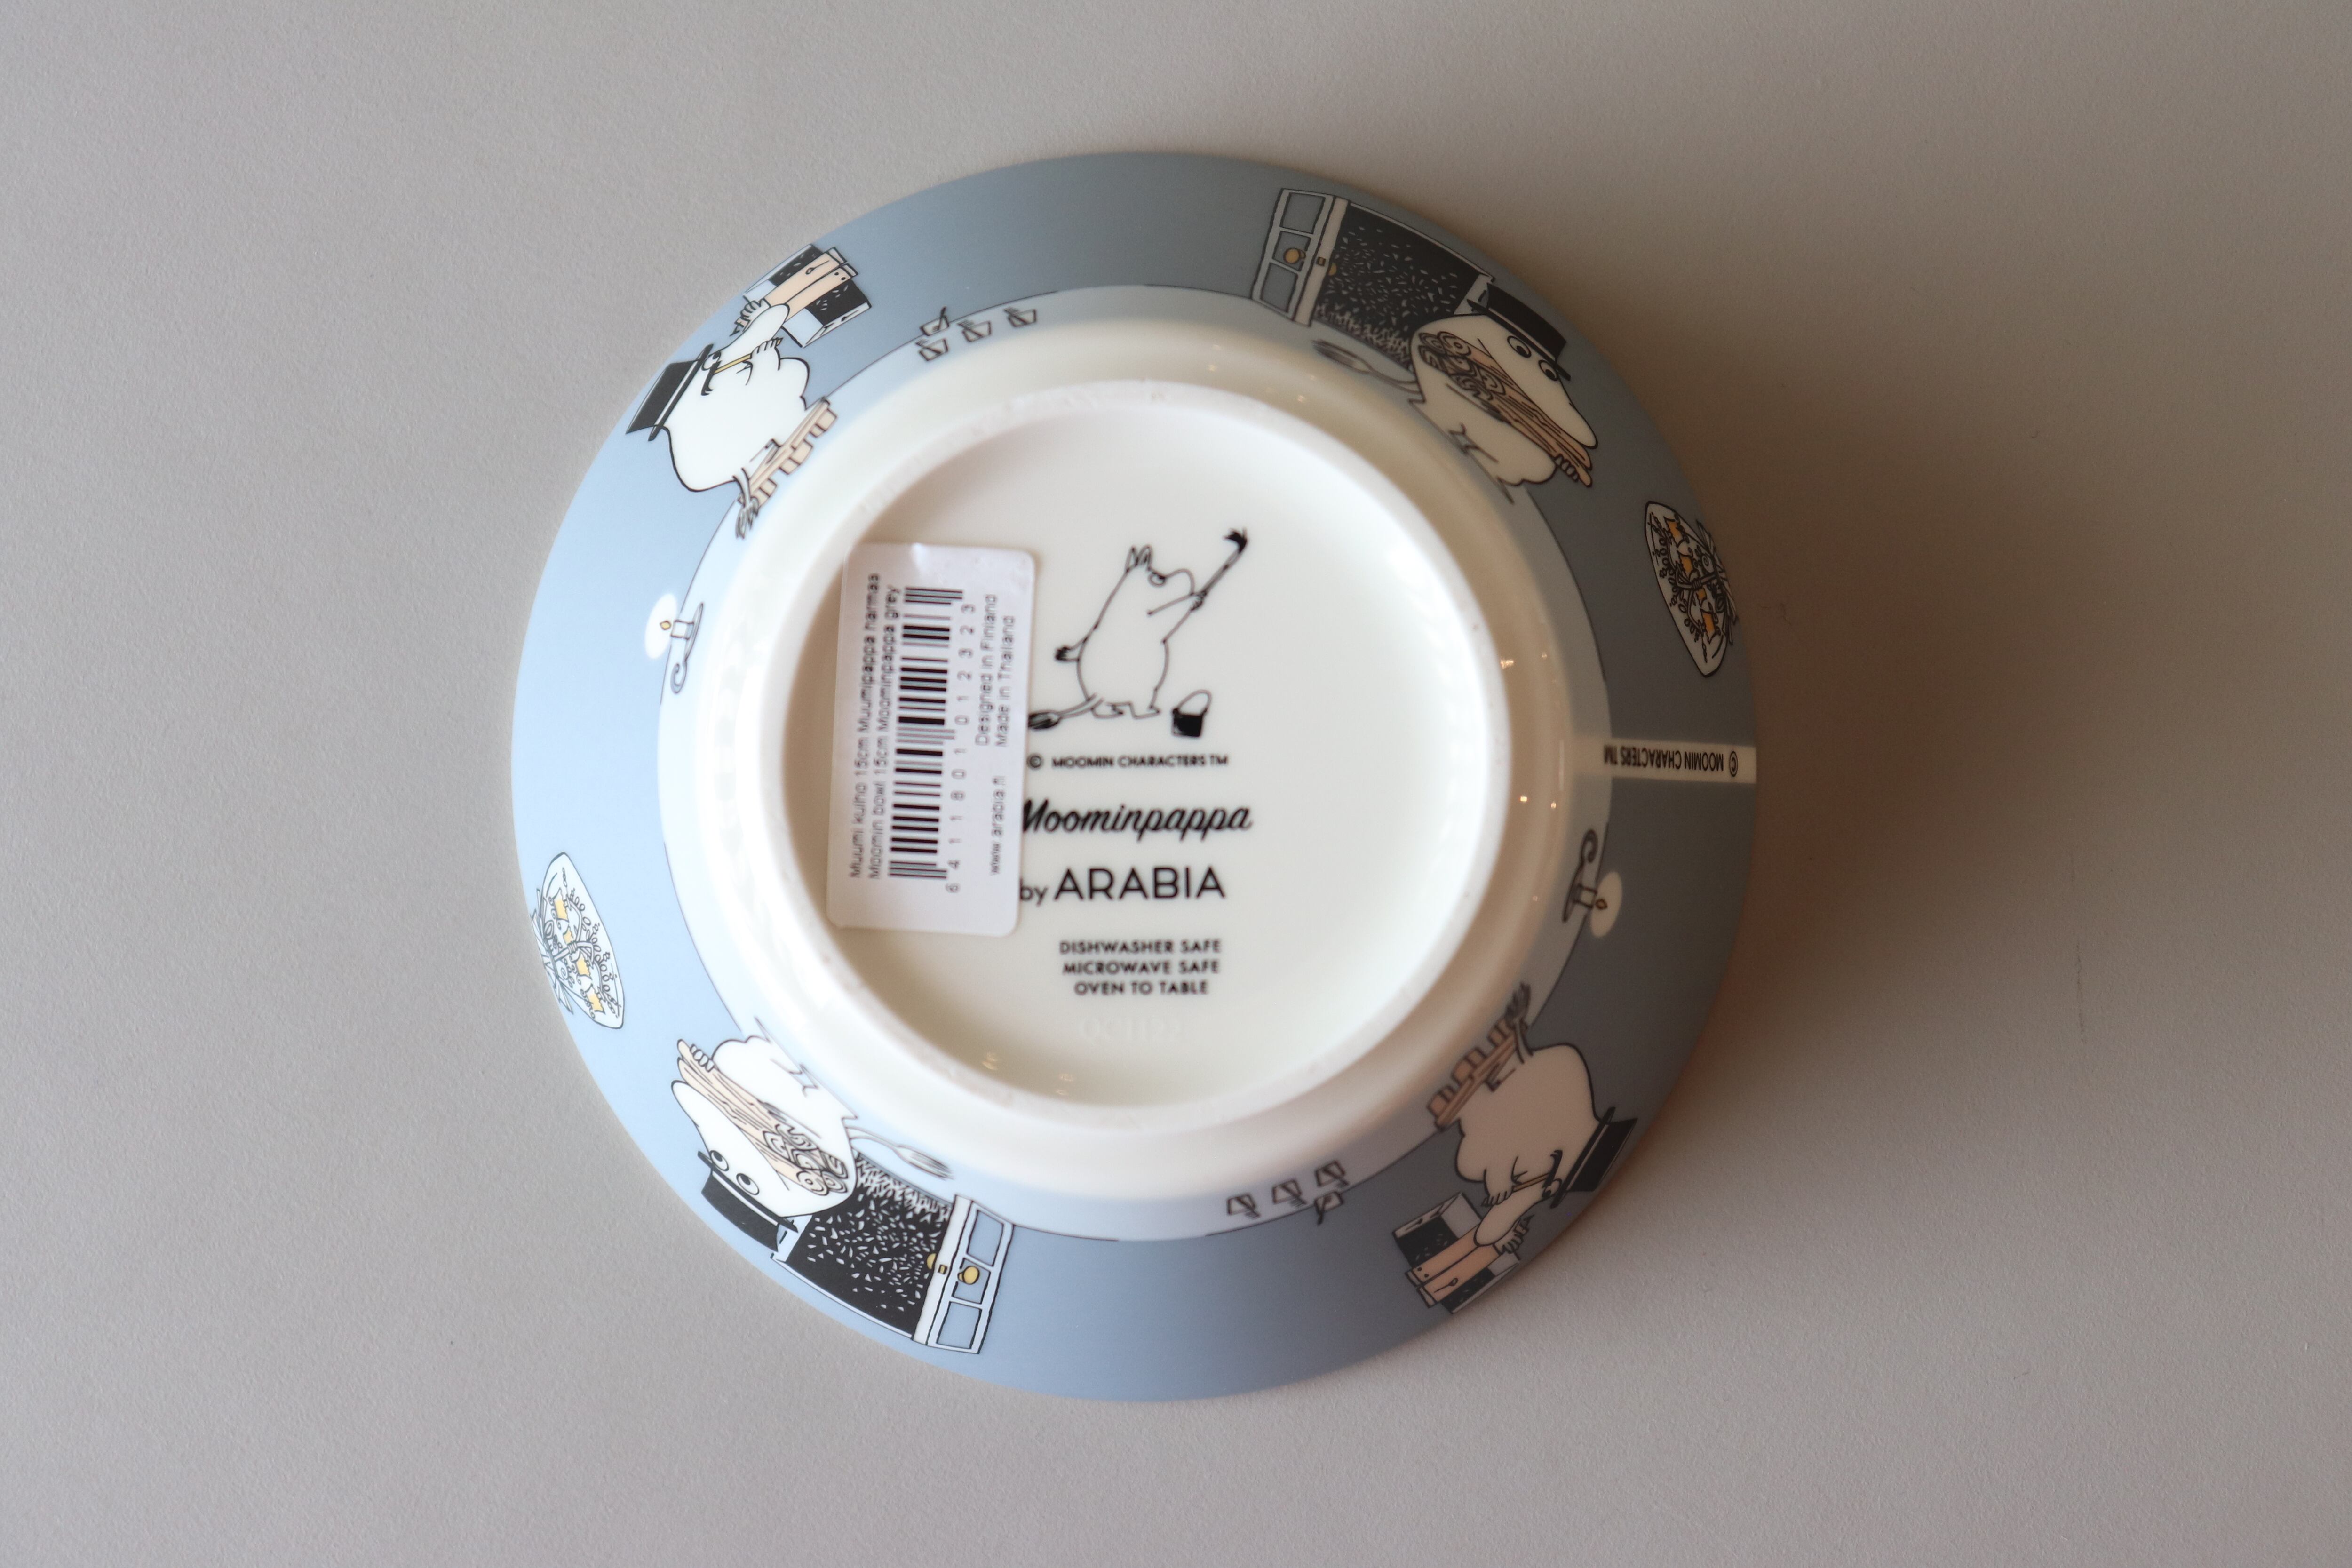 © MOOMIN CHARACTERS TM
Moominpappa
by ARABIA
DISHWASHER SAFE
MICROWAVE SAFE
OVEN TO TABLE
Muumi kulho 15cm Muumipappa harmaa
Moomin bowl 15cm Moominpappa grey
6 411801 012323
Designed in Finland
www.arabia.fi Made in Thailand
© MOOMIN CHARACTERS TM